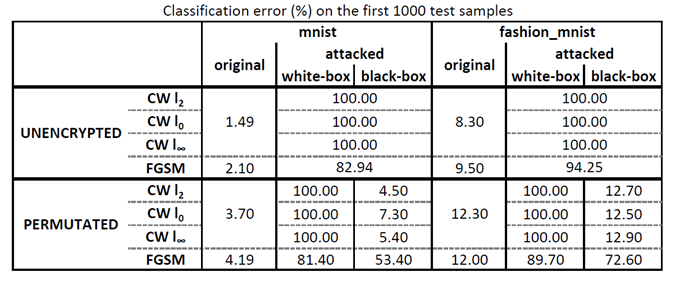 Classification error (%) on the first 1000 test samples
mnist fashion_mnist
original attacked original attacked
white-box black-box white-box black-box
UNENCRYPTED
CW l₂ 100.00 100.00
CW l₀ 1.49 100.00 8.30 100.00
CW l∞ 100.00 100.00
FGSM 2.10 82.94 9.50 94.25
PERMUTATED
CW l₂ 100.00 4.50 100.00 12.70
CW l₀ 3.70 100.00 7.30 12.30 100.00 12.50
CW l∞ 100.00 5.40 100.00 12.90
FGSM 4.19 81.40 53.40 12.00 89.70 72.60